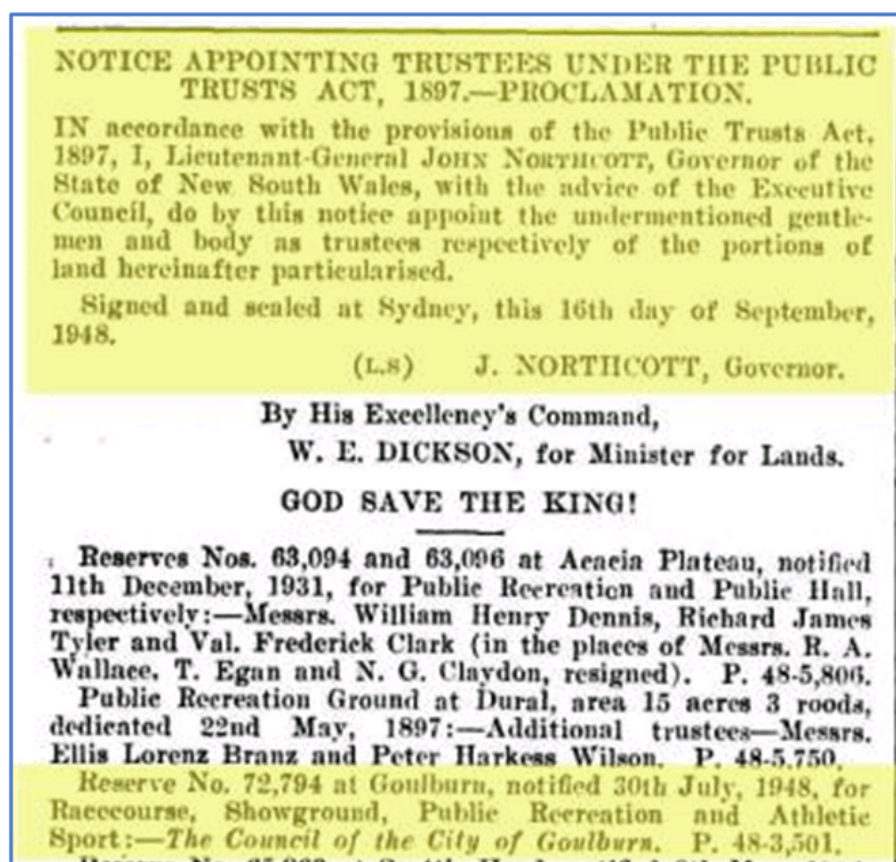 NOTICE APPOINTING TRUSTEES UNDER THE PUBLIC
TRUSTS ACT, 1897.—PROCLAMATION.
IN accordance with the provisions of the Public Trusts Act,
1897, I, Lieutenant-General JOHN NORTHCOTT, Governor of the
State of New South Wales, with the advice of the Executive
Council, do by this notice appoint the undermentioned gentle-
men and body as trustees respectively of the portions of
land hereinafter particularised.
Signed and sealed at Sydney, this 16th day of September,
1948.
(L.S) J. NORTHCOTT, Governor.
By His Excellency's Command,
W. E. DICKSON, for Minister for Lands.
GOD SAVE THE KING!
Reserves Nos. 63,094 and 63,096 at Acacia Plateau, notified
11th December, 1931, for Public Recreation and Public Hall,
respectively:—Messrs. William Henry Dennis, Richard James
Tyler and Val. Frederick Clark (in the places of Messrs. R. A.
Wallace, T. Egan and N. G. Claydon, resigned). P. 48-5,806.
Public Recreation Ground at Dural, area 15 acres 3 roods,
dedicated 22nd May, 1897:—Additional trustees—Messrs.
Ellis Lorenz Branz and Peter Harkess Wilson. P. 48-5,750.
Reserve No. 72,794 at Goulburn, notified 30th July, 1948, for
Racecourse, Showground, Public Recreation and Athletic
Sport:—The Council of the City of Goulburn. P. 48-3,501.